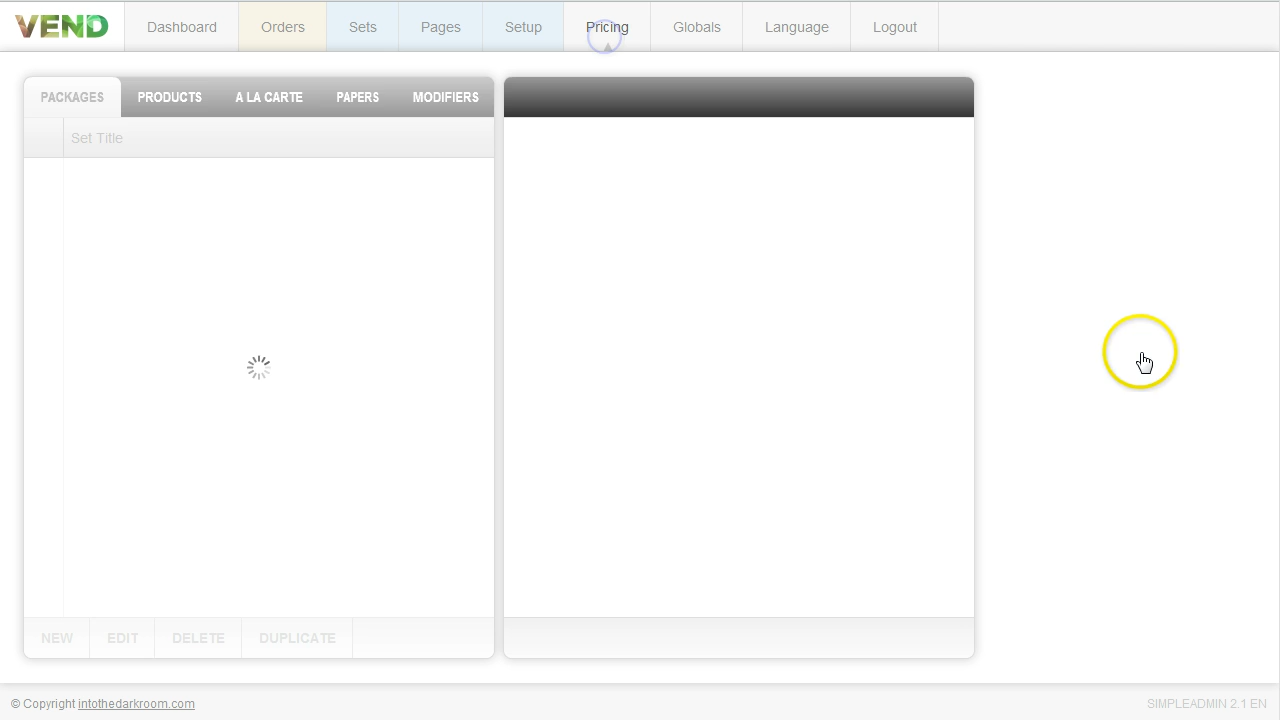 VEND Dashboard Orders Sets Pages Setup Pricing Globals Language Logout
PACKAGES PRODUCTS A LA CARTE PAPERS MODIFIERS
Set Title
NEW EDIT DELETE DUPLICATE
© Copyright intothedarkroom.com SIMPLEADMIN 2.1 EN